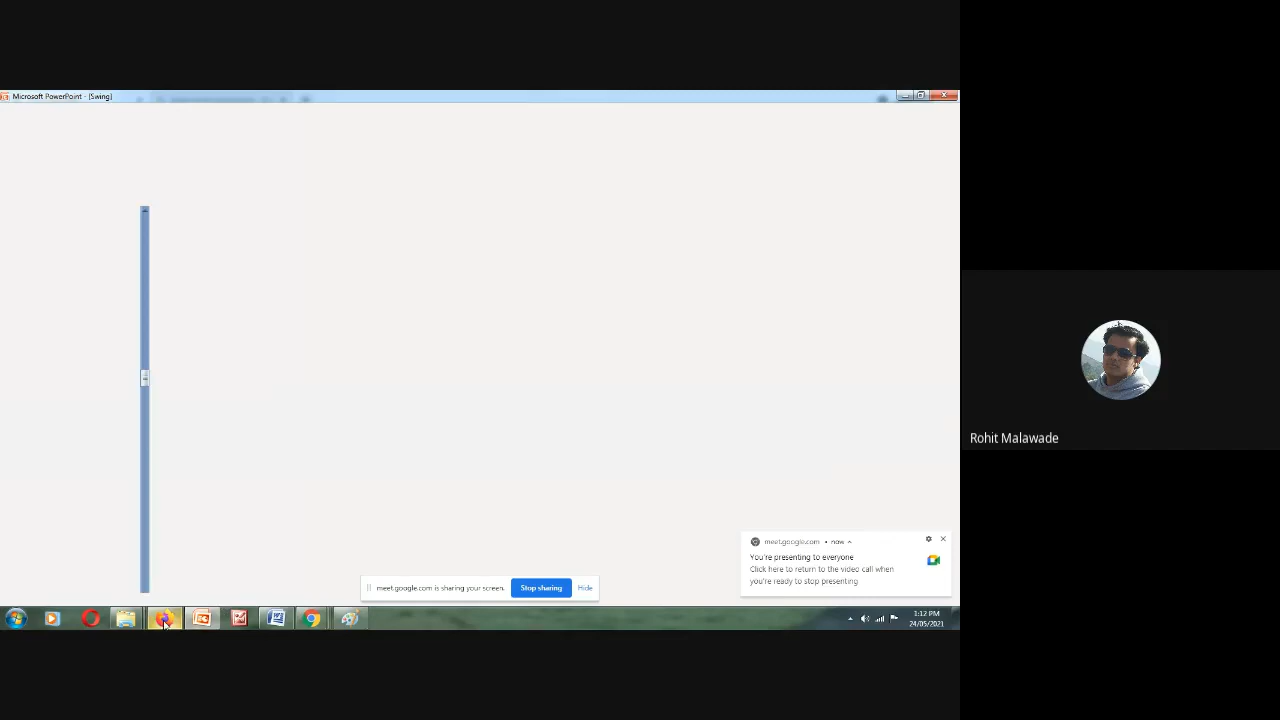 Microsoft PowerPoint - [Swing]
meet.google.com • now
You're presenting to everyone
Click here to return to the video call when
you're ready to stop presenting
meet.google.com is sharing your screen.
Stop sharing
Hide
1:12 PM
24/05/2021
Rohit Malawade